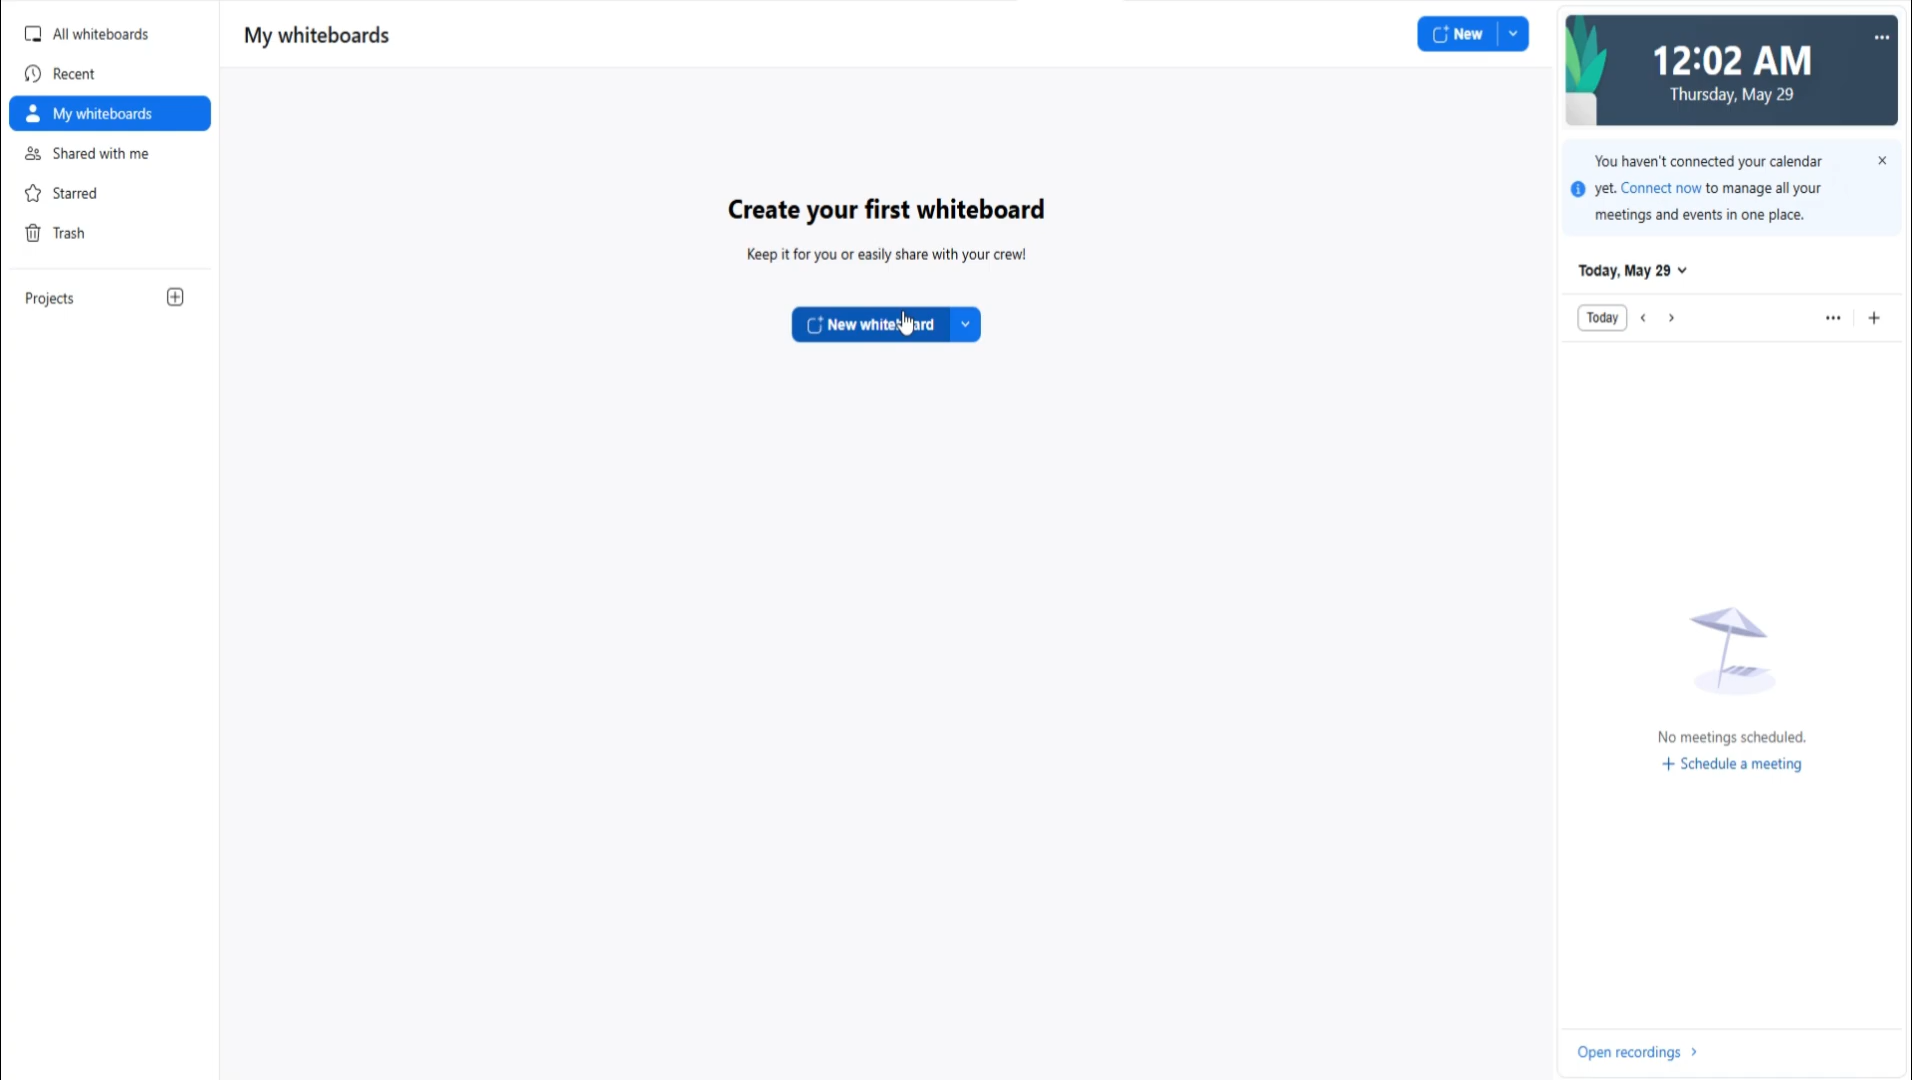 All whiteboards
Recent
My whiteboards
Shared with me
Starred
Trash
Projects
My whiteboards
New
Create your first whiteboard
Keep it for you or easily share with your crew!
New whiteboard
12:02 AM
Thursday, May 29
You haven't connected your calendar
yet. Connect now to manage all your
meetings and events in one place.
Today, May 29
Today
No meetings scheduled.
+ Schedule a meeting
Open recordings